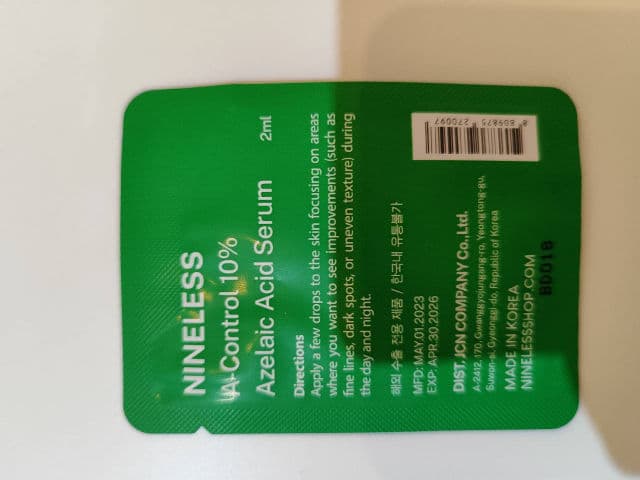 NINELESS
A-Control 10%
Azelaic Acid Serum 2ml
Directions
Apply a few drops to the skin focusing on areas
where you want to see improvements (such as
fine lines, dark spots, or uneven texture) during
the day and night.
해외 수출 전용 제품 / 한국내 유통불가
MFD: MAY.01.2023
EXP: APR.30.2026
DIST. JCN COMPANY Co.,Ltd.
A-2412, 170, Gwanggyojungang-ro, Yeongtong-gu,
Suwon-si, Gyeonggi-do, Republic of Korea
MADE IN KOREA
NINELESSSHOP.COM
BD01B
8 809875 270097